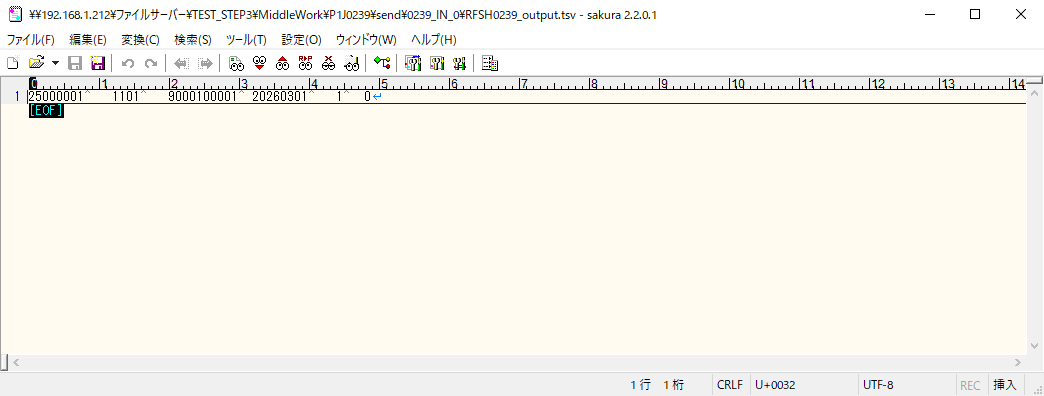 ¥¥192.168.1.212¥ファイルサーバー¥TEST_STEP3¥MiddleWork¥P1J0239¥send¥0239_IN_0¥RFSH0239_output.tsv - sakura 2.2.0.1
ファイル(F) 編集(E) 変換(C) 検索(S) ツール(T) 設定(O) ウィンドウ(W) ヘルプ(H)
0 1 2 3 4 5 6 7 8 9 10 11 12 13 14
1 25000001^ 1101^ 9000100001^ 20260301^ 1^ 0↵
[EOF]
1 行 1 桁 CRLF U+0032 UTF-8 REC 挿入